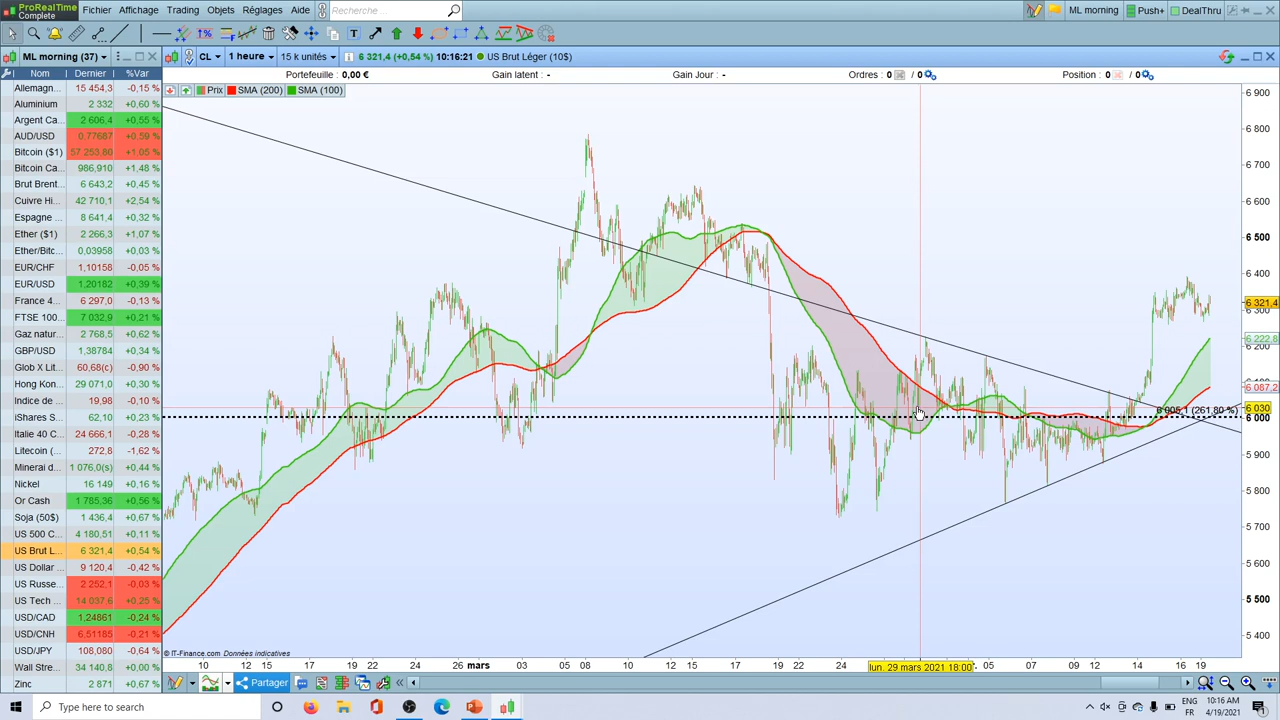 ProRealTime Complete
Fichier Affichage Trading Objets Réglages Aide Recherche ML morning Push+ DealThru
ML morning (37) CL 1 heure 15 k unités 6 321,4 (+0,54 %) 10:16:21 US Brut Léger (10$)
Nom Dernier %Var
Portefeuille : 0,00 € Gain latent : - Gain Jour : - Ordres : 0 / 0 Position : 0 / 0
Prix SMA (200) SMA (100)
Allemagn... 15 454,3 -0,15 %
Aluminium 2 332 +0,60 %
Argent Ca... 2 606,4 +0,55 %
AUD/USD 0,77687 +0,59 %
Bitcoin ($1) 57 253,80 +1,05 %
Bitcoin Ca... 986,910 +1,48 %
Brut Brent... 6 643,2 +0,45 %
Cuivre Hi... 42 710,1 +2,54 %
Espagne ... 8 641,4 +0,32 %
Ether ($1) 2 266,3 +1,07 %
Ether/Bitc... 0,03958 +0,03 %
EUR/CHF 1,10158 -0,05 %
EUR/USD 1,20182 +0,39 %
France 4... 6 297,0 -0,13 %
FTSE 100... 7 032,9 +0,21 %
Gaz natur... 2 768,5 +0,62 %
GBP/USD 1,38784 +0,34 %
Glob X Lit... 60,68(c) -0,90 %
Hong Kon... 29 071,0 +0,30 %
Indice de ... 19,98 -0,10 %
iShares S... 62,10 +0,23 %
Italie 40 C... 24 666,1 -0,28 %
Litecoin (... 272,8 -1,62 %
Minerai d... 1 076,0(s) +0,44 %
Nickel 16 149 +0,16 %
Or Cash 1 785,36 +0,56 %
Soja (50$) 1 436,4 +0,67 %
US 500 C... 4 180,51 +0,11 %
US Brut L... 6 321,4 +0,54 %
US Dollar ... 9 120,4 -0,42 %
US Russe... 2 252,1 -0,03 %
US Tech ... 14 037,6 +0,25 %
USD/CAD 1,24861 -0,24 %
USD/CNH 6,51185 -0,21 %
USD/JPY 108,080 -0,64 %
Wall Stre... 34 140,8 +0,00 %
Zinc 2 871 +0,67 %
6 900
6 800
6 700
6 600
6 500
6 400
6 321,4
6 300
6 222,8
6 200
6 087,2
6 030
6 005,1 (261,80 %)
6 000
5 900
5 800
5 700
5 600
5 500
5 400
© IT-Finance.com Données indicatives
10 12 15 17 19 22 24 26 28 mars 03 05 08 10 12 15 17 19 22 24 lun. 29 mars 2021 18:00 05 07 09 12 14 16 19
Partager
Type here to search ENG FR 10:16 AM 4/19/2021